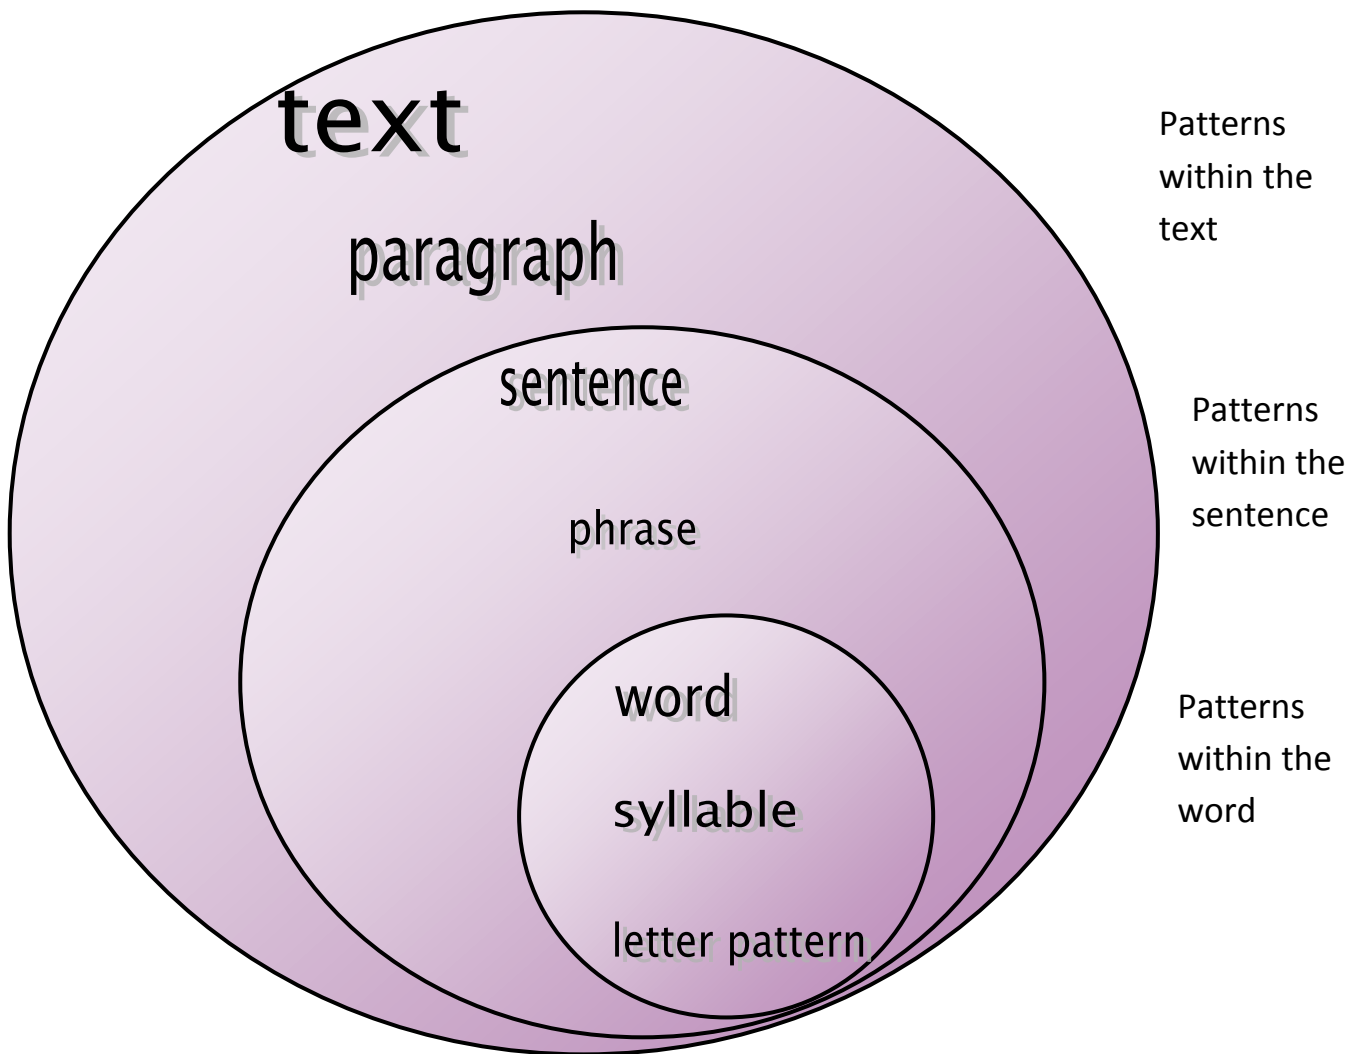 text
Patterns
within the
text
paragraph
sentence
Patterns
within the
sentence
phrase
word
Patterns
within the
word
syllable
letter pattern